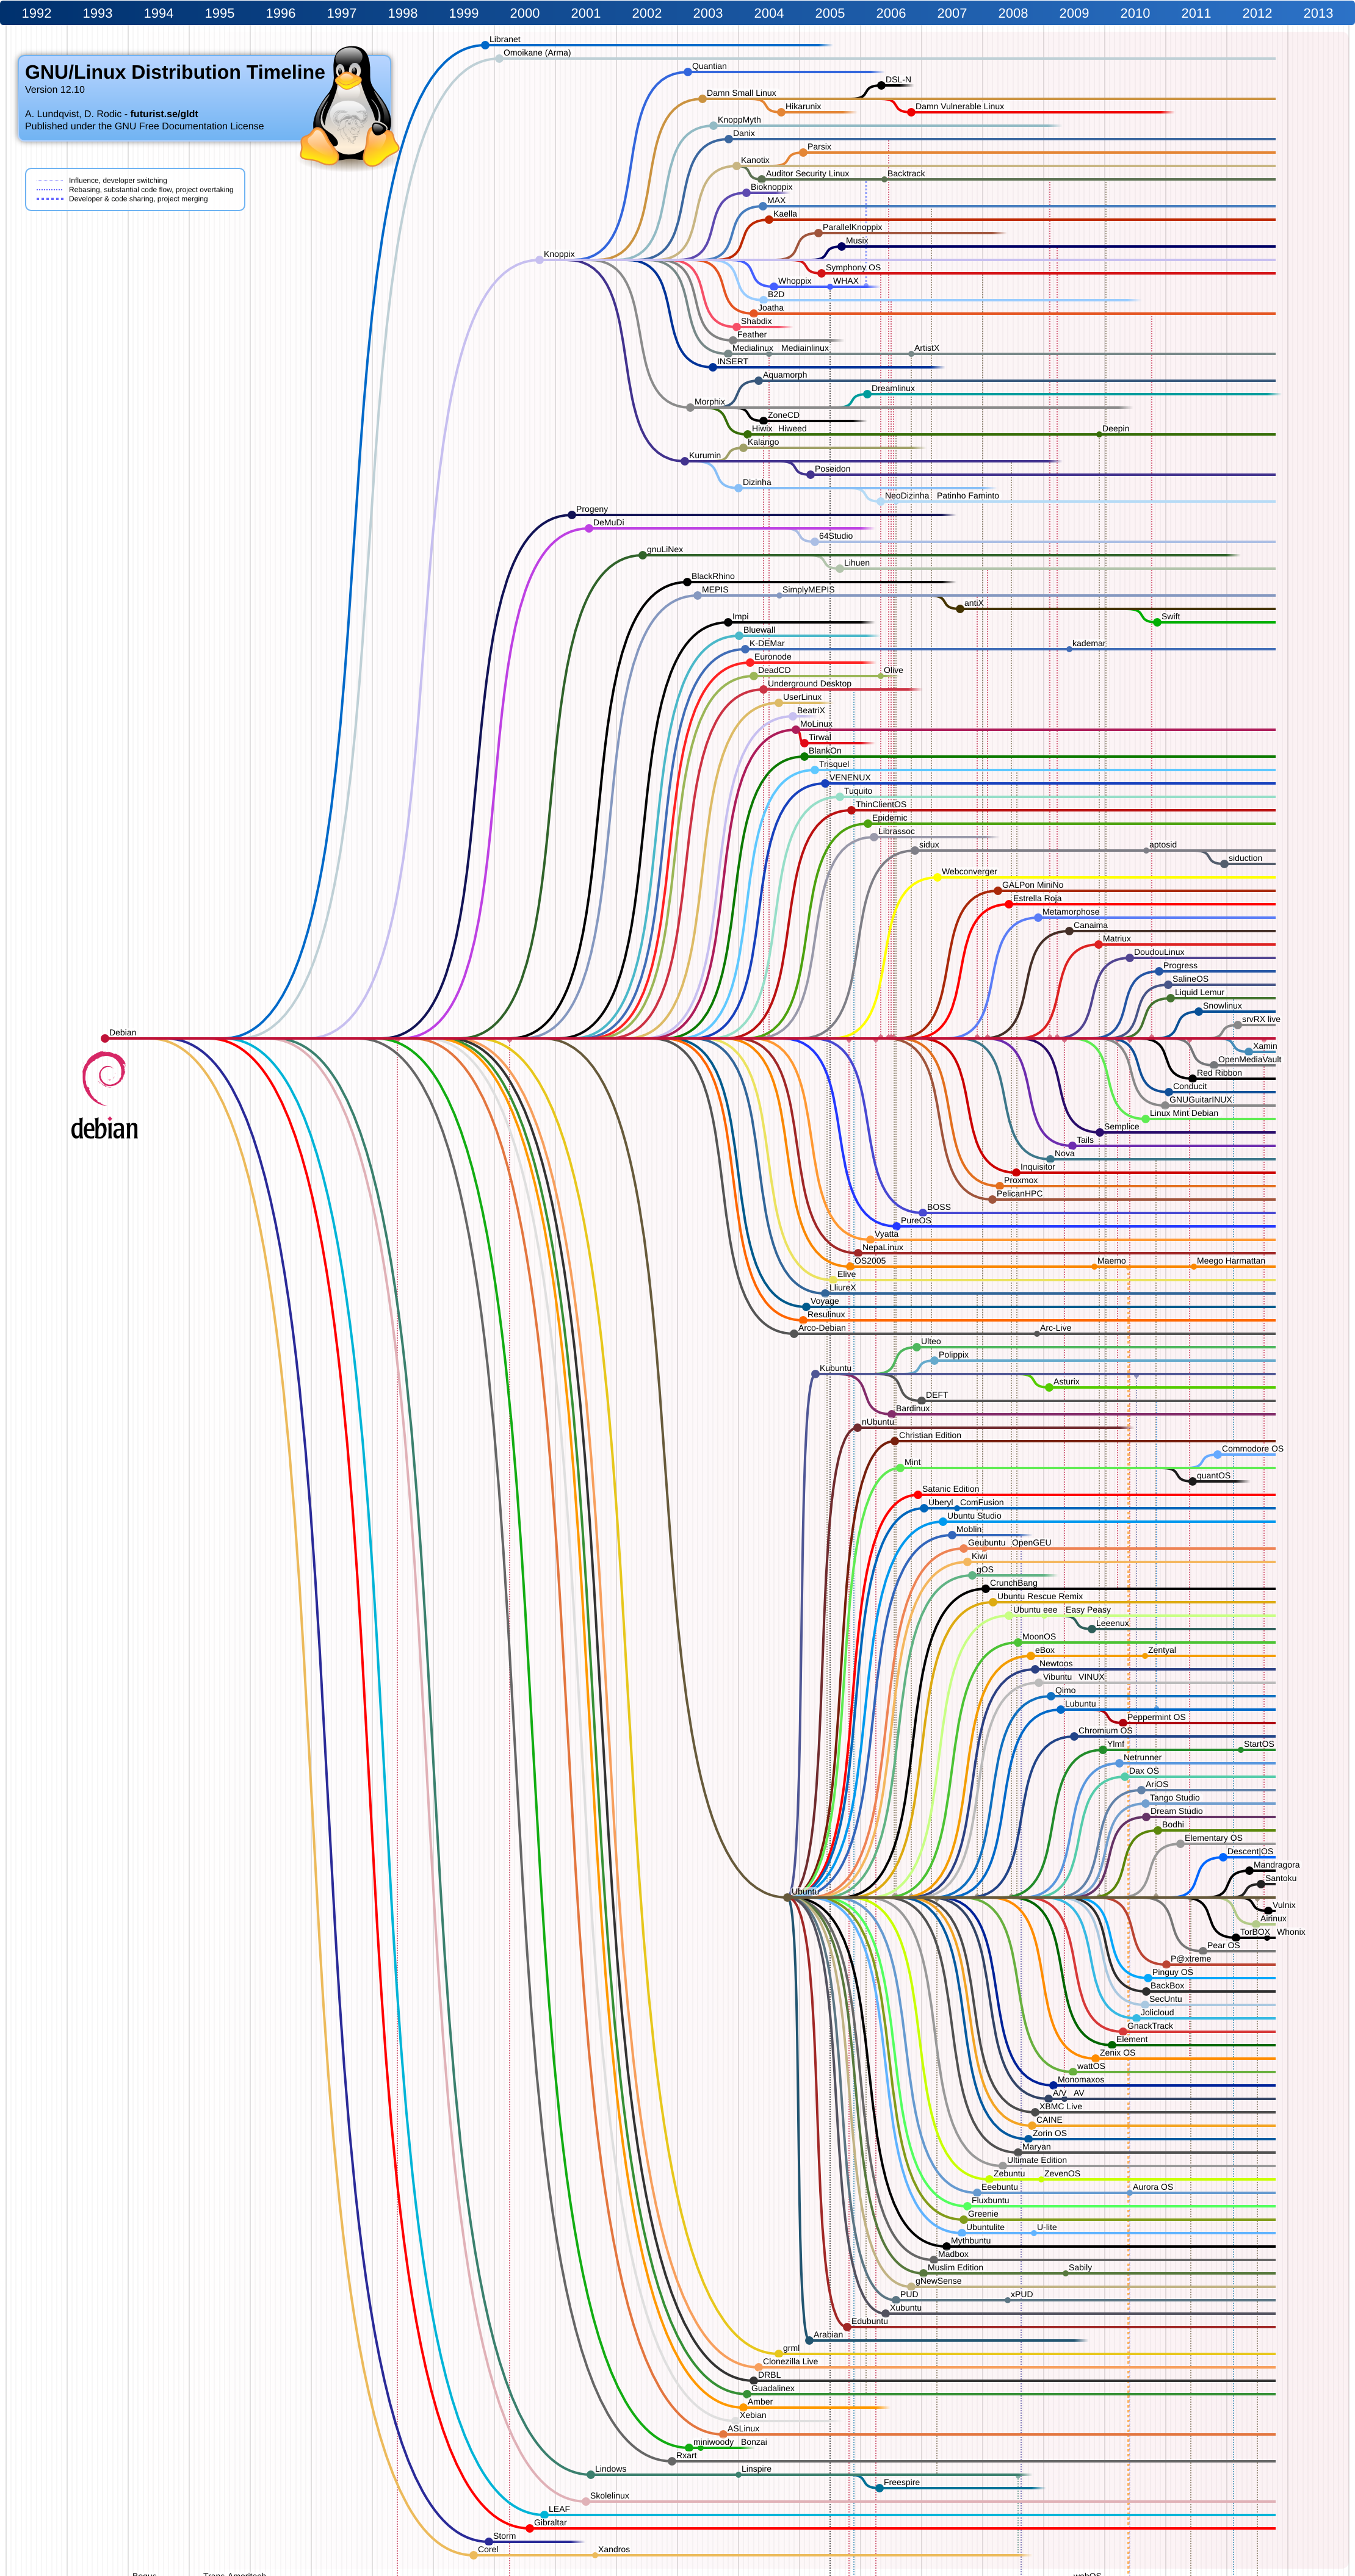 1992 1993 1994 1995 1996 1997 1998 1999 2000 2001 2002 2003 2004 2005 2006 2007 2008 2009 2010 2011 2012 2013
GNU/Linux Distribution Timeline
Version 12.10
A. Lundqvist, D. Rodic - futurist.se/gldt
Published under the GNU Free Documentation License
Influence, developer switching
Rebasing, substantial code flow, project overtaking
Developer & code sharing, project merging
Libranet
Omoikane (Arma)
Quantian
DSL-N
Damn Small Linux
Hikarunix Damn Vulnerable Linux
KnoppMyth
Danix
Parsix
Kanotix
Auditor Security Linux Backtrack
Bioknoppix
MAX
Kaella
ParallelKnoppix
Musix
Knoppix
Symphony OS
Whoppix WHAX
B2D
Joatha
Shabdix
Feather
Medialinux Mediainlinux ArtistX
INSERT
Aquamorph
Dreamlinux
Morphix
ZoneCD
Hiwix Hiweed Deepin
Kalango
Kurumin
Poseidon
Dizinha
NeoDizinha Patinho Faminto
Progeny
DeMuDi
64Studio
gnuLiNex
Lihuen
BlackRhino
MEPIS SimplyMEPIS
antiX
Impi Swift
Bluewall
K-DEMar kademar
Euronode
DeadCD Olive
Underground Desktop
UserLinux
BeatriX
MoLinux
Tirwal
BlankOn
Trisquel
VENENUX
Tuquito
ThinClientOS
Epidemic
Librassoc
sidux aptosid
siduction
Webconverger
GALPon MiniNo
Estrella Roja
Metamorphose
Canaima
Matriux
DoudouLinux
Progress
SalineOS
Liquid Lemur
Snowlinux
srvRX live
Debian
Xamin
OpenMediaVault
Red Ribbon
Conducit
GNUGuitarINUX
Linux Mint Debian
debian
Semplice
Tails
Nova
Inquisitor
Proxmox
PelicanHPC
BOSS
PureOS
Vyatta
NepaLinux
OS2005 Maemo Meego Harmattan
Elive
LliureX
Voyage
Resulinux
Arco-Debian Arc-Live
Ulteo
Polippix
Kubuntu
Asturix
DEFT
Bardinux
nUbuntu
Christian Edition
Commodore OS
Mint
quantOS
Satanic Edition
Uberyl ComFusion
Ubuntu Studio
Moblin
Geubuntu OpenGEU
Kiwi
gOS
CrunchBang
Ubuntu Rescue Remix
Ubuntu eee Easy Peasy
Leeenux
MoonOS
eBox Zentyal
Newtoos
Vibuntu VINUX
Qimo
Lubuntu
Peppermint OS
Chromium OS
Ylmf StartOS
Netrunner
Dax OS
AriOS
Tango Studio
Dream Studio
Bodhi
Elementary OS
Descent|OS
Mandragora
Santoku
Ubuntu
Vulnix
Airinux
TorBOX Whonix
Pear OS
P@xtreme
Pinguy OS
BackBox
SecUntu
Jolicloud
GnackTrack
Element
Zenix OS
wattOS
Monomaxos
A/V AV
XBMC Live
CAINE
Zorin OS
Maryan
Ultimate Edition
Zebuntu ZevenOS
Eeebuntu Aurora OS
Fluxbuntu
Greenie
Ubuntulite U-lite
Mythbuntu
Madbox
Muslim Edition Sabily
gNewSense
PUD xPUD
Xubuntu
Edubuntu
Arabian
grml
Clonezilla Live
DRBL
Guadalinex
Amber
Xebian
ASLinux
miniwoody Bonzai
Rxart
Lindows Linspire
Freespire
Skolelinux
LEAF
Gibraltar
Storm
Corel Xandros